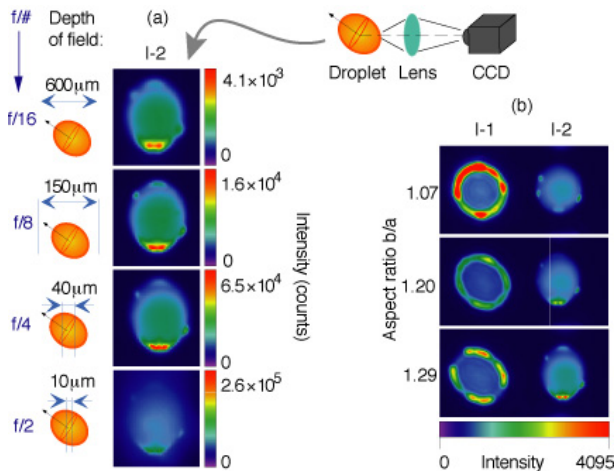 f/#
Depth of field:
(a)
I-2
Droplet
Lens
CCD
600μm
f/16
4.1×10³
0
150μm
f/8
1.6×10⁴
0
40μm
f/4
6.5×10⁴
0
10μm
f/2
2.6×10⁵
0
Intensity (counts)
(b)
I-1
I-2
Aspect ratio b/a
1.07
1.20
1.29
0
Intensity
4095